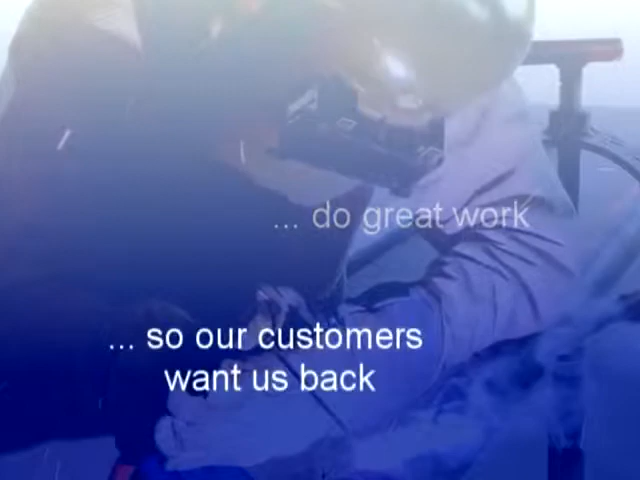 ... do great work
... so our customers
want us back